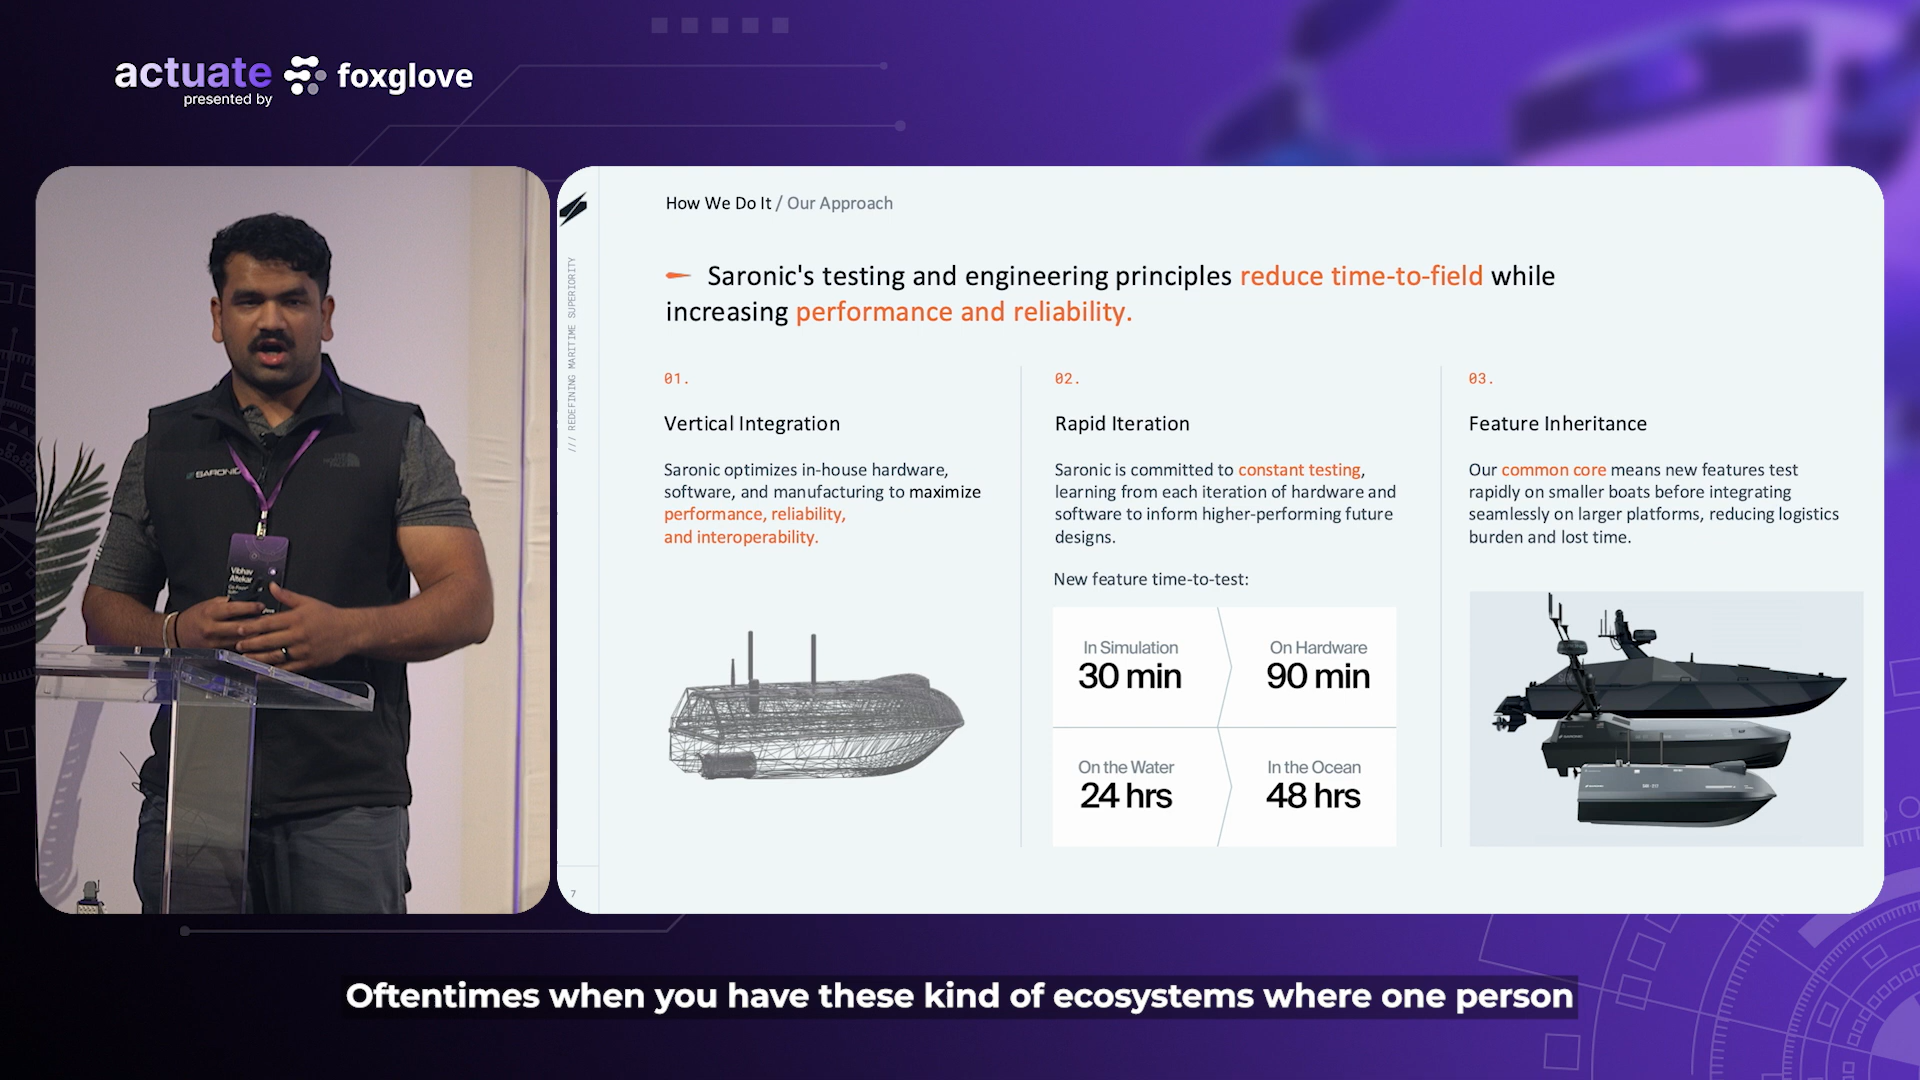 actuate
presented by
foxglove
SARONIC
Vibhav
Altekar
/// REDEFINING MARITIME SUPERIORITY
7
How We Do It / Our Approach
Saronic's testing and engineering principles reduce time-to-field while
increasing performance and reliability.
01.
Vertical Integration
Saronic optimizes in-house hardware,
software, and manufacturing to maximize
performance, reliability,
and interoperability.
02.
Rapid Iteration
Saronic is committed to constant testing,
learning from each iteration of hardware and
software to inform higher-performing future
designs.
New feature time-to-test:
In Simulation
30 min
On Hardware
90 min
On the Water
24 hrs
In the Ocean
48 hrs
03.
Feature Inheritance
Our common core means new features test
rapidly on smaller boats before integrating
seamlessly on larger platforms, reducing logistics
burden and lost time.
Oftentimes when you have these kind of ecosystems where one person